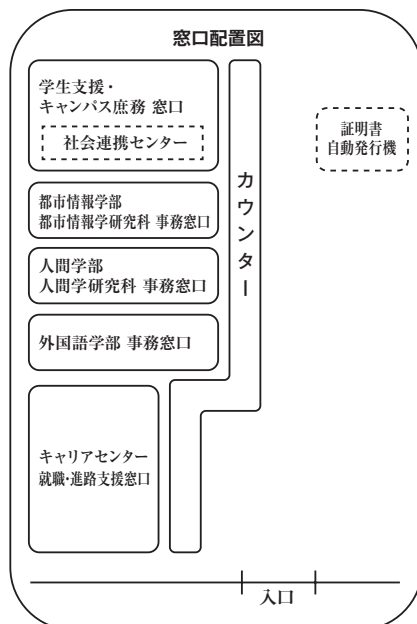 窓口配置図
学生支援・
キャンパス庶務 窓口
社会連携センター
証明書
自動発行機
都市情報学部
都市情報学研究科 事務窓口
人間学部
人間学研究科 事務窓口
外国語学部 事務窓口
カウンター
キャリアセンター
就職・進路支援窓口
入口